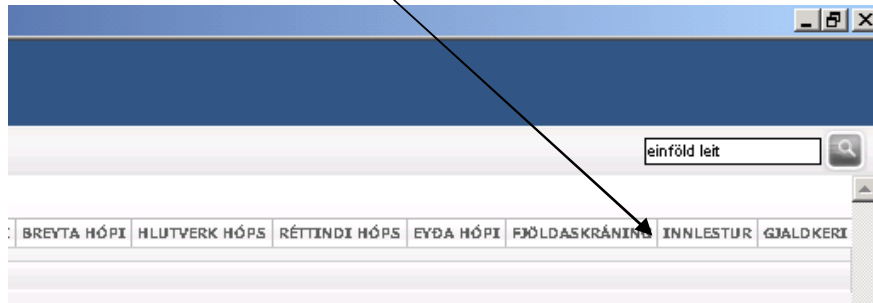 einföld leit
BREYTA HÓPI HLUTVERK HÓPS RÉTTINDI HÓPS EYÐA HÓPI FJÖLDASKRÁNING INNLESTUR GJALDKERI